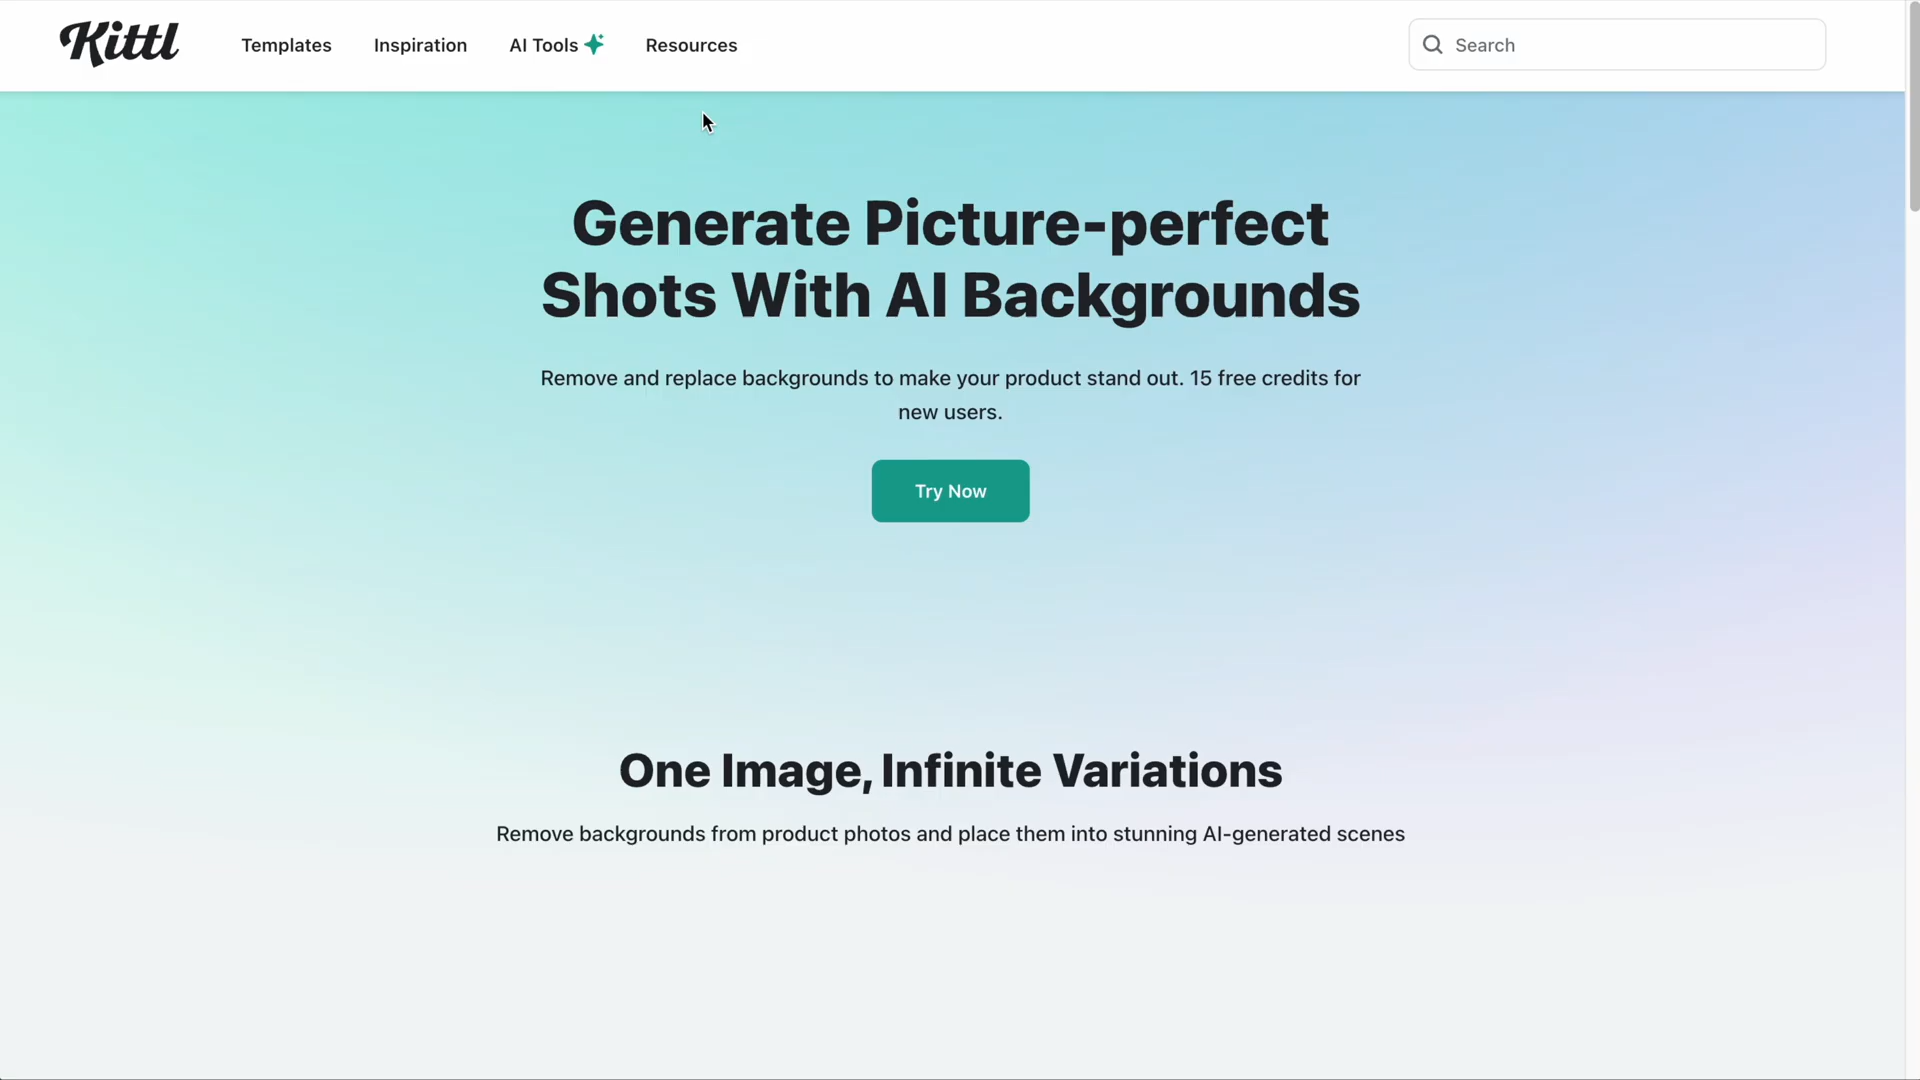 Kittl
Templates
Inspiration
AI Tools
Resources
Search
Generate Picture-perfect
Shots With AI Backgrounds
Remove and replace backgrounds to make your product stand out. 15 free credits for
new users.
Try Now
One Image, Infinite Variations
Remove backgrounds from product photos and place them into stunning AI-generated scenes